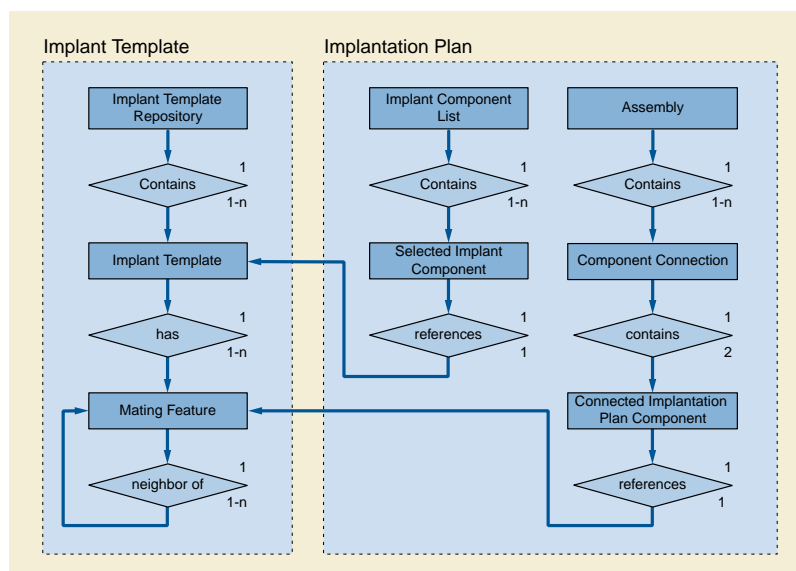 Implant Template
Implantation Plan
Implant Template
Repository
Implant Component
List
Assembly
1
Contains
1-n
1
Contains
1-n
1
Contains
1-n
Implant Template
Selected Implant
Component
Component Connection
1
has
1-n
1
references
1
1
contains
2
Mating Feature
Connected Implantation
Plan Component
1
neighbor of
1-n
1
references
1